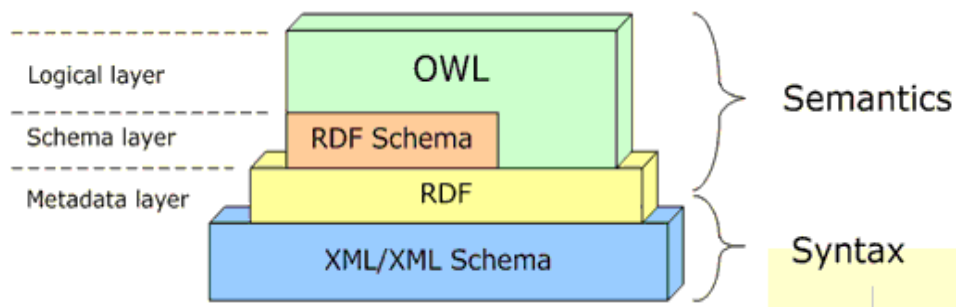 OWL
Logical layer
Semantics
Schema layer
RDF Schema
Metadata layer
RDF
Syntax
XML/XML Schema